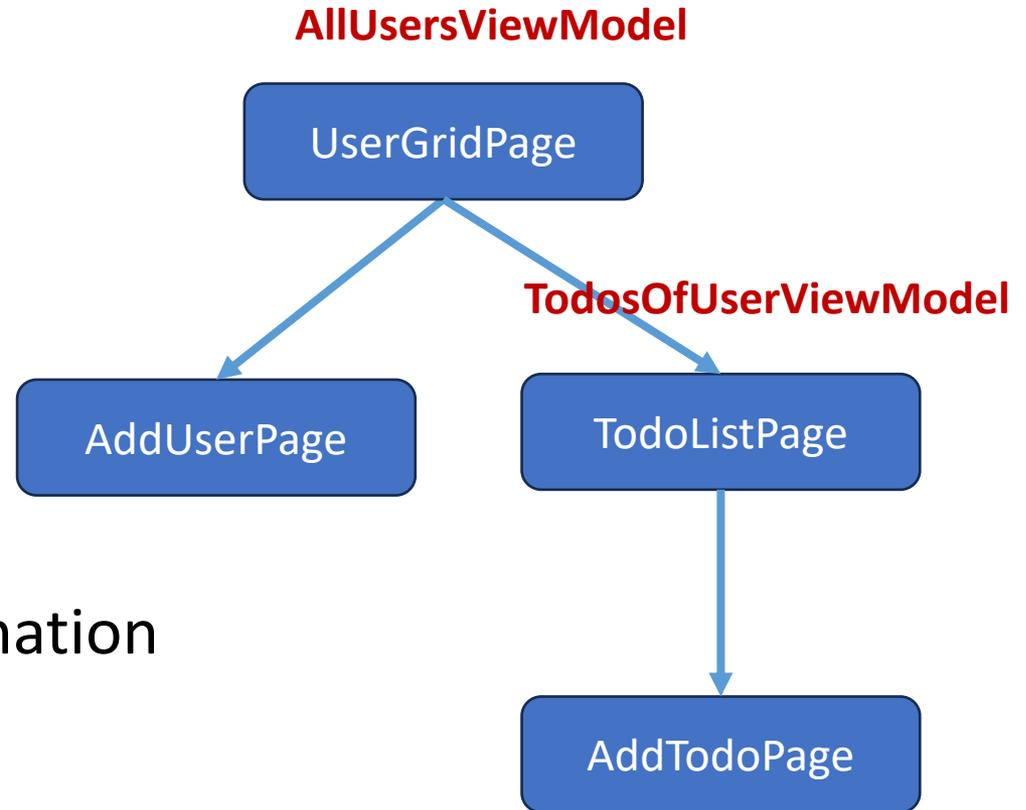 AllUsersViewModel
UserGridPage
TodosOfUserViewModel
AddUserPage
TodoListPage
nation
AddTodoPage